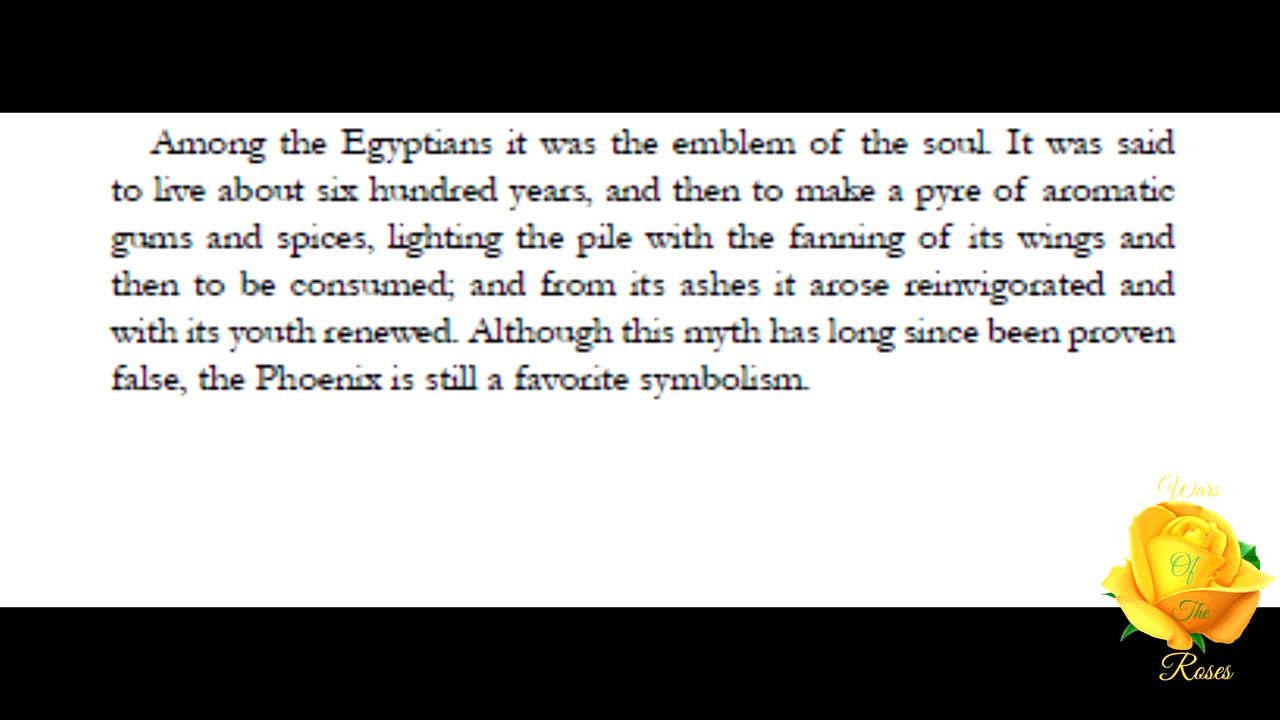 Among the Egyptians it was the emblem of the soul. It was said
to live about six hundred years, and then to make a pyre of aromatic
gums and spices, lighting the pile with the fanning of its wings and
then to be consumed; and from its ashes it arose reinvigorated and
with its youth renewed. Although this myth has long since been proven
false, the Phoenix is still a favorite symbolism.
Wars
Of
The
Roses